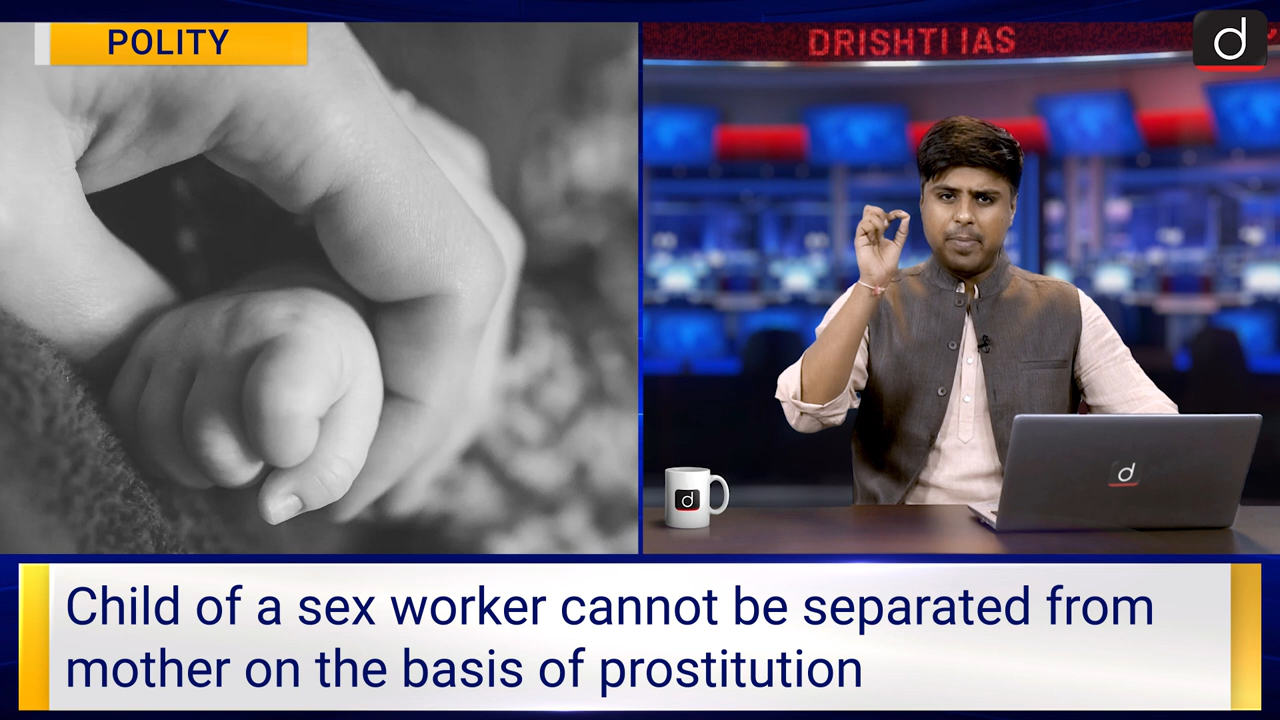 POLITY
DRISHTI IAS
d
d
d
Child of a sex worker cannot be separated from
mother on the basis of prostitution